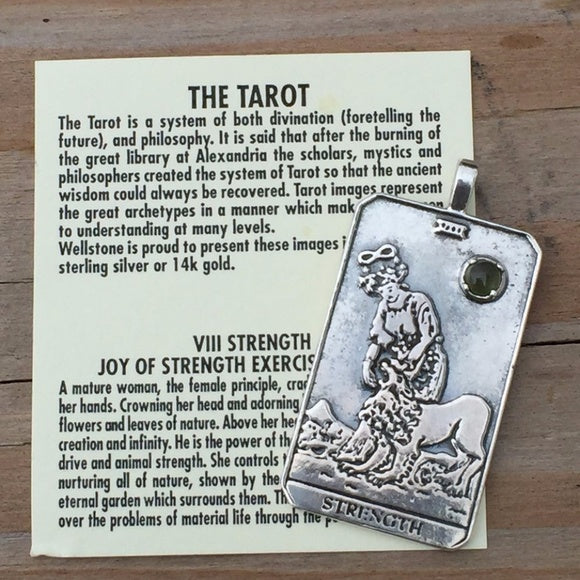 THE TAROT
The Tarot is a system of both divination (foretelling the
future), and philosophy. It is said that after the burning of
the great library at Alexandria the scholars, mystics and
philosophers created the system of Tarot so that the ancient
wisdom could always be recovered. Tarot images represent
the great archetypes in a manner which
to understanding at many levels.
Wellstone is proud to present these images
sterling silver or 14k gold.
VIII STRENGTH
JOY OF STRENGTH
A mature woman, the female principle,
her hands. Crowning her head and adorning
flowers and leaves of nature. Above her
creation and infinity. He is the power of
drive and animal strength. She controls
nurturing all of nature, shown by the
eternal garden which surrounds them.
over the problems of material life through the
VIII
STRENGTH